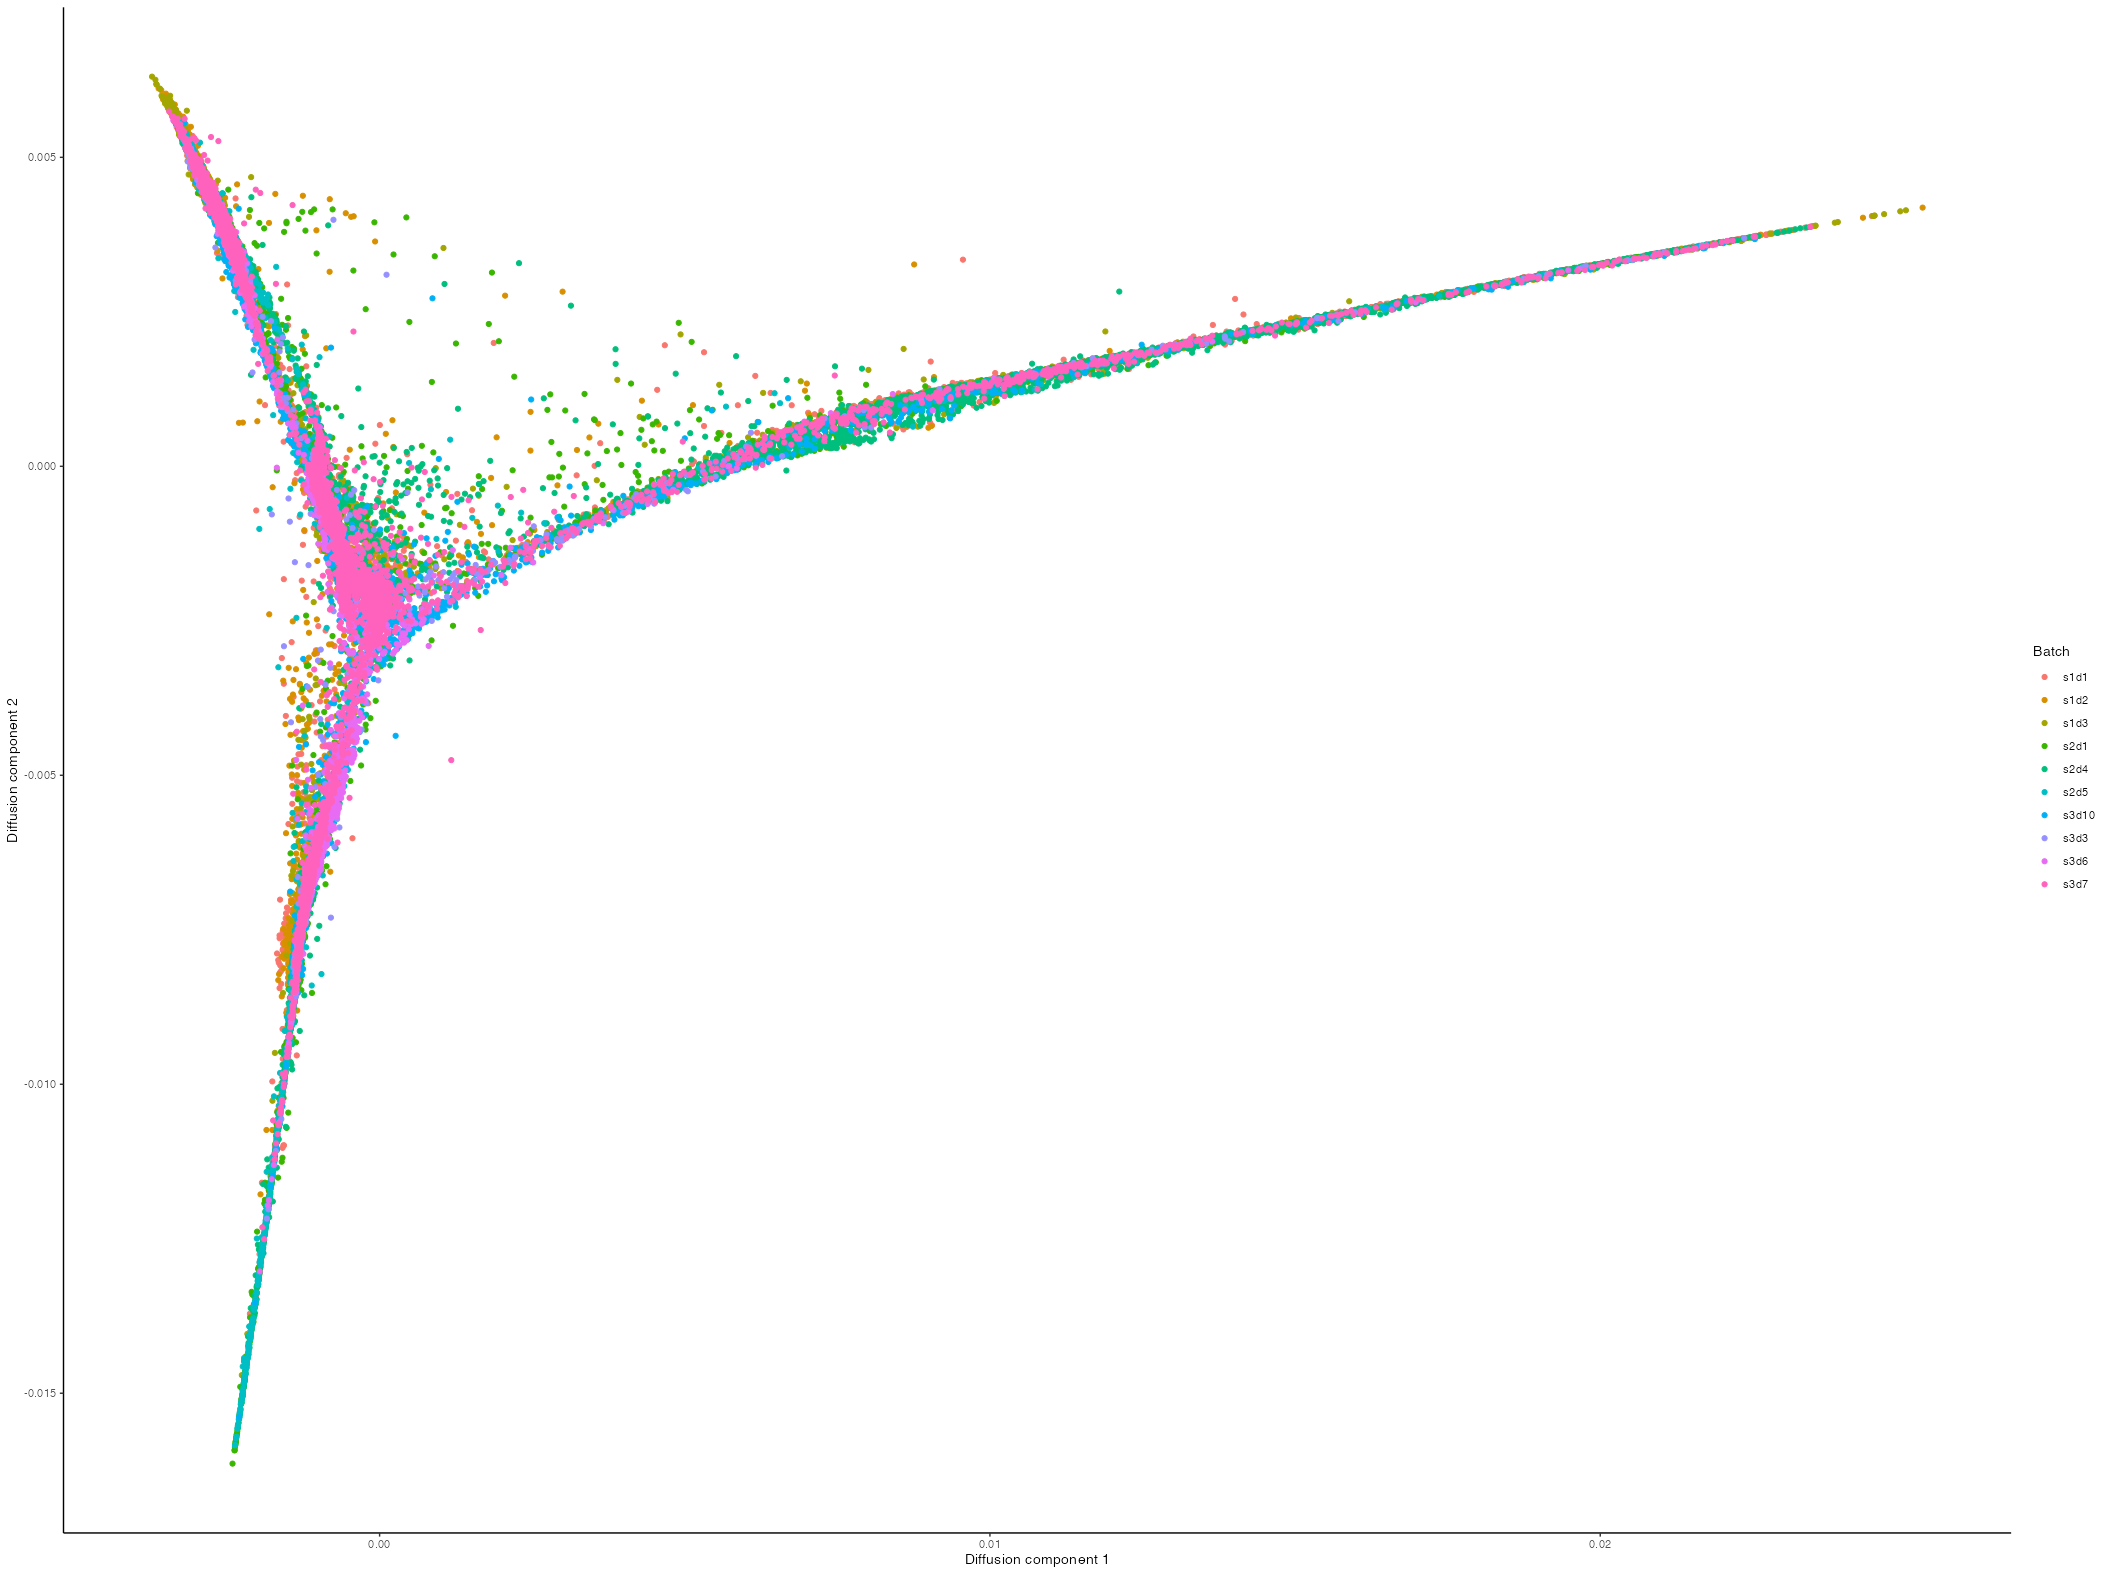 0.005
0.000
-0.005
-0.010
-0.015
Diffusion component 2
0.00
0.01
0.02
Diffusion component 1
Batch
s1d1
s1d2
s1d3
s2d1
s2d4
s2d5
s3d10
s3d3
s3d6
s3d7